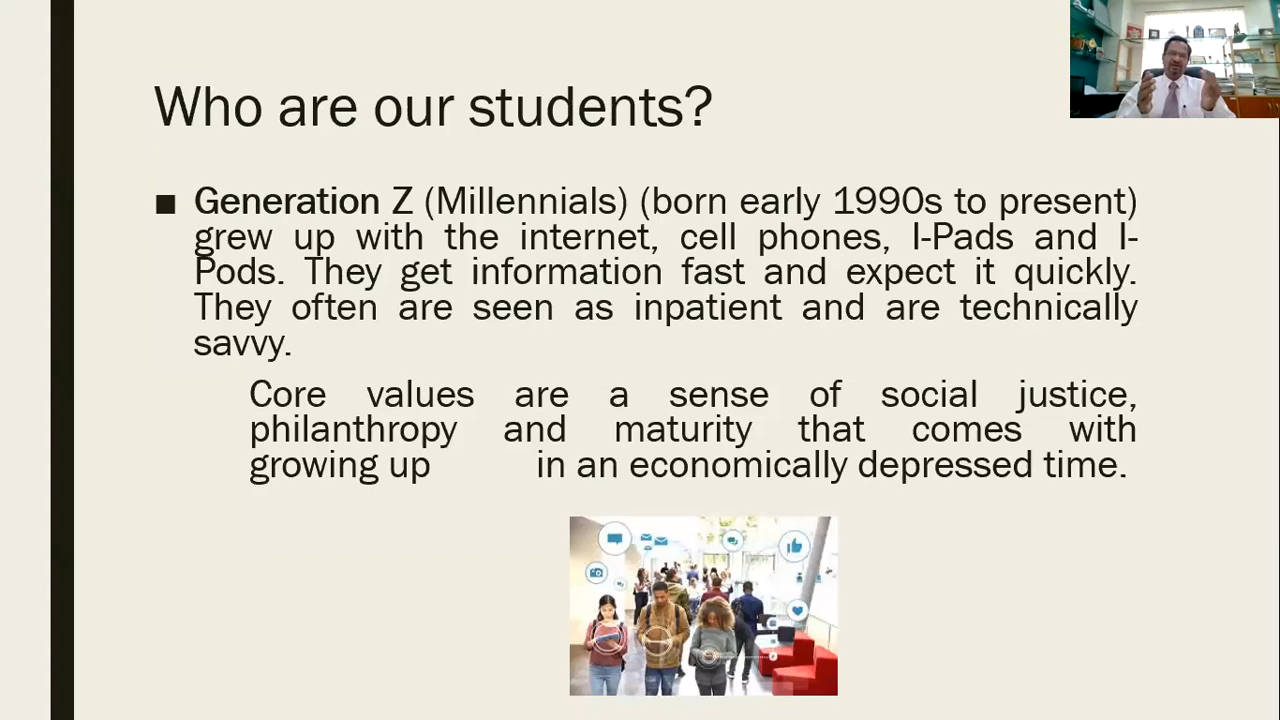 Who are our students?
■ Generation Z (Millennials) (born early 1990s to present)
grew up with the internet, cell phones, I-Pads and I-
Pods. They get information fast and expect it quickly.
They often are seen as inpatient and are technically
savvy.
Core values are a sense of social justice,
philanthropy and maturity that comes with
growing up in an economically depressed time.